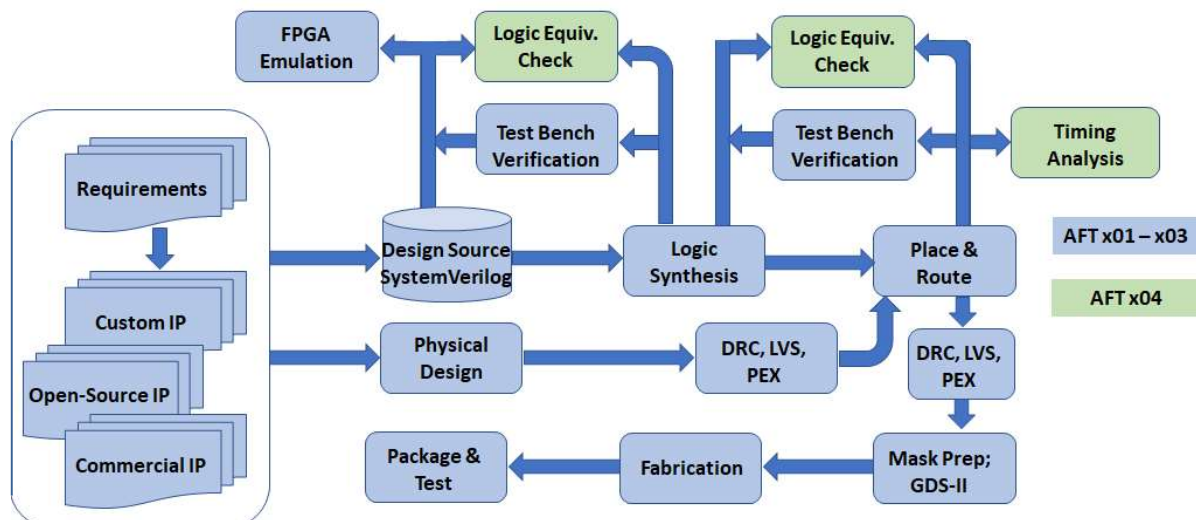 FPGA
Emulation
Logic Equiv.
Check
Logic Equiv.
Check
Test Bench
Verification
Test Bench
Verification
Timing
Analysis
Requirements
Design Source
SystemVerilog
Logic
Synthesis
Place &
Route
AFT x01 – x03
AFT x04
Custom IP
Physical
Design
DRC, LVS,
PEX
DRC, LVS,
PEX
Open-Source IP
Commercial IP
Package &
Test
Fabrication
Mask Prep;
GDS-II